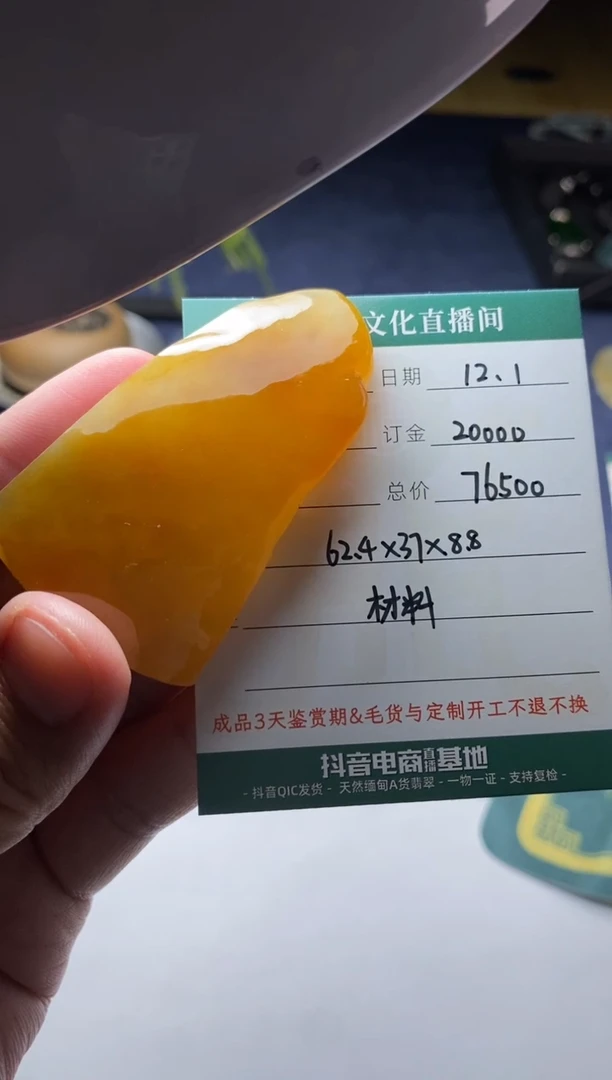 文化直播间
日期 12、1
订金 20000
总价 76500
62.4×37×8.8
材料
成品3天鉴赏期&毛货与定制开工不退不换
抖音电商直播基地
- 抖音QIC发货 - 天然缅甸A货翡翠 - 一物一证 - 支持复检 -